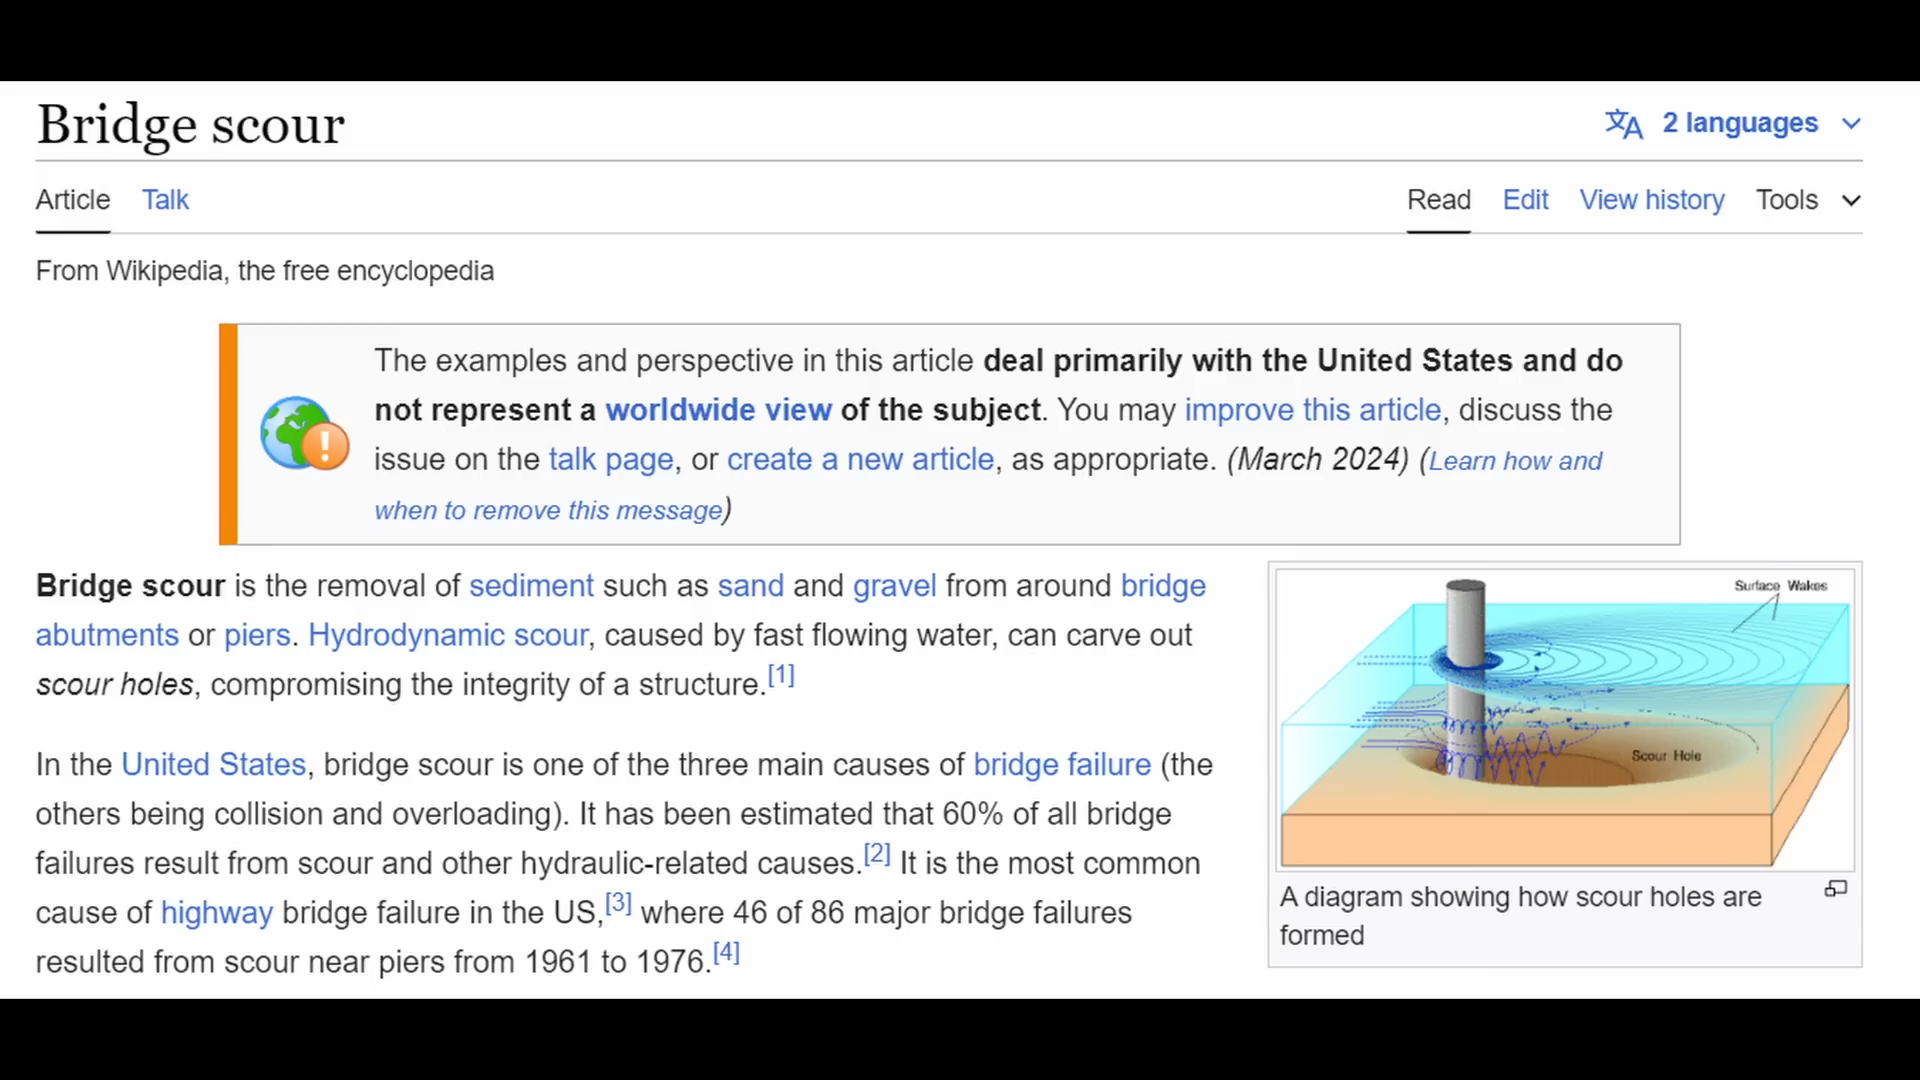 Bridge scour
2 languages
Article Talk
Read Edit View history Tools
From Wikipedia, the free encyclopedia
The examples and perspective in this article deal primarily with the United States and do
not represent a worldwide view of the subject. You may improve this article, discuss the
issue on the talk page, or create a new article, as appropriate. (March 2024) (Learn how and
when to remove this message)
Bridge scour is the removal of sediment such as sand and gravel from around bridge
abutments or piers. Hydrodynamic scour, caused by fast flowing water, can carve out
scour holes, compromising the integrity of a structure.[1]
In the United States, bridge scour is one of the three main causes of bridge failure (the
others being collision and overloading). It has been estimated that 60% of all bridge
failures result from scour and other hydraulic-related causes.[2] It is the most common
cause of highway bridge failure in the US,[3] where 46 of 86 major bridge failures
resulted from scour near piers from 1961 to 1976.[4]
Surface Wakes
Scour Hole
A diagram showing how scour holes are
formed